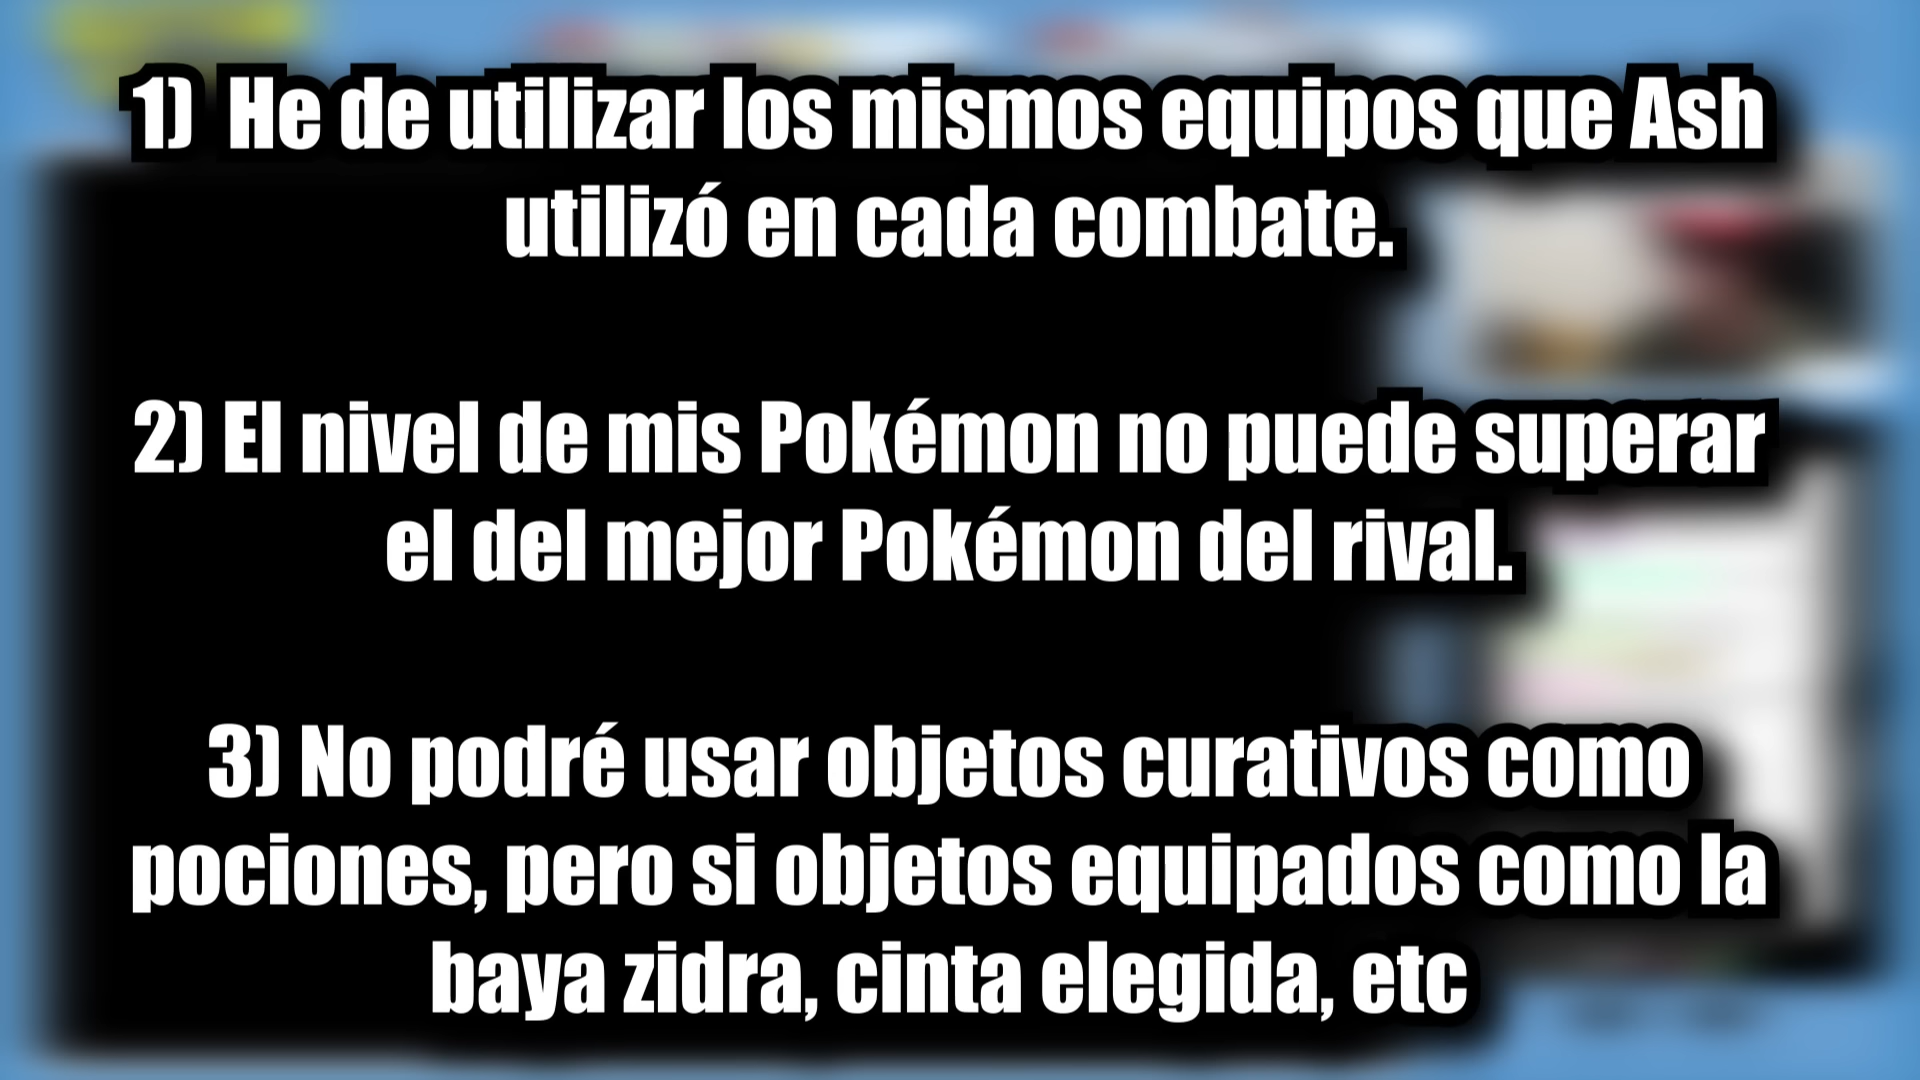 1) He de utilizar los mismos equipos que Ash
utilizó en cada combate.
2) El nivel de mis Pokémon no puede superar
el del mejor Pokémon del rival.
3) No podré usar objetos curativos como
pociones, pero si objetos equipados como la
baya zidra, cinta elegida, etc